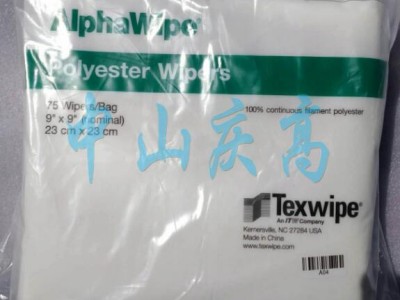 AlphaWipe®
Polyester Wipers
75 Wipers/Bag
9" x 9" (nominal)
23 cm x 23 cm
100% continuous filament polyester
中山庆高
Texwipe®
An ITW Company
Kernersville, NC 27284 USA
Made in China
www.texwipe.com